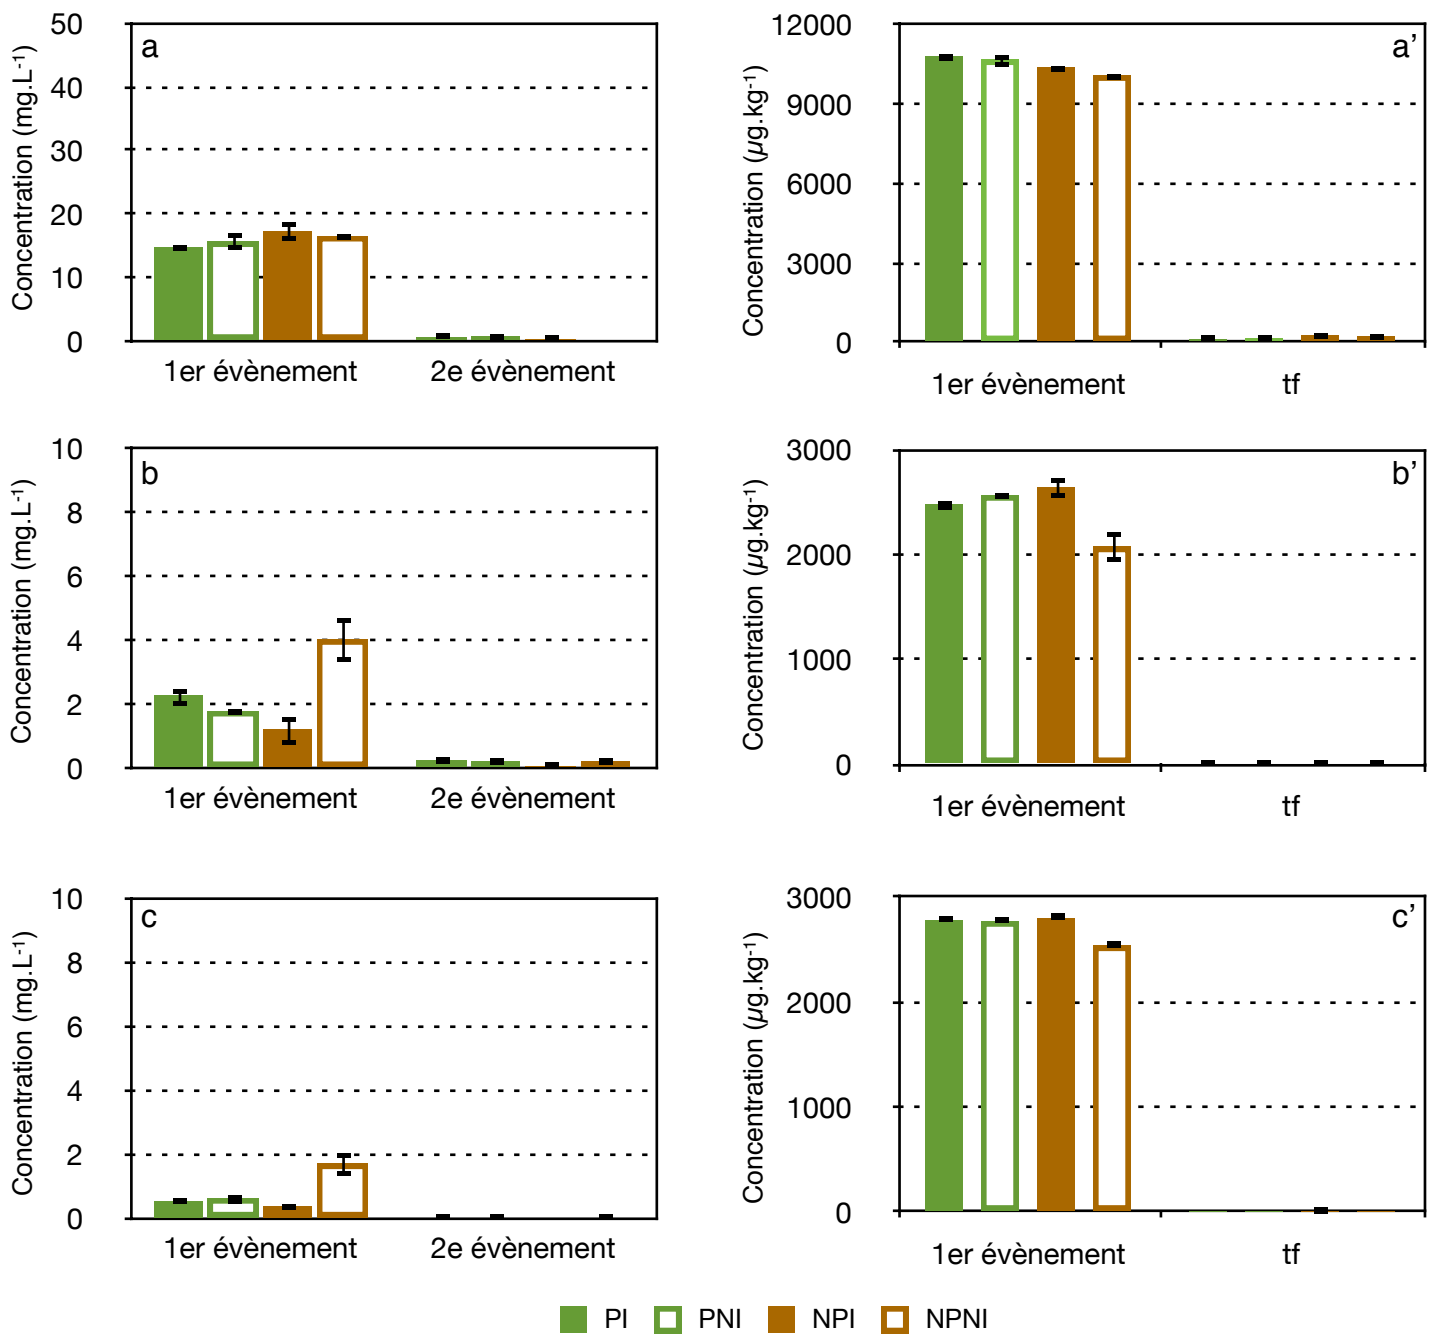 a
Concentration (mg.L-1)
50
40
30
20
10
0
1er évènement 2e évènement
a’
Concentration (µg.kg-1)
12000
9000
6000
3000
0
1er évènement tf
b
Concentration (mg.L-1)
10
8
6
4
2
0
1er évènement 2e évènement
b’
Concentration (µg.kg-1)
3000
2000
1000
0
1er évènement tf
c
Concentration (mg.L-1)
10
8
6
4
2
0
1er évènement 2e évènement
c’
Concentration (µg.kg-1)
3000
2000
1000
0
1er évènement tf
PI PNI NPI NPNI